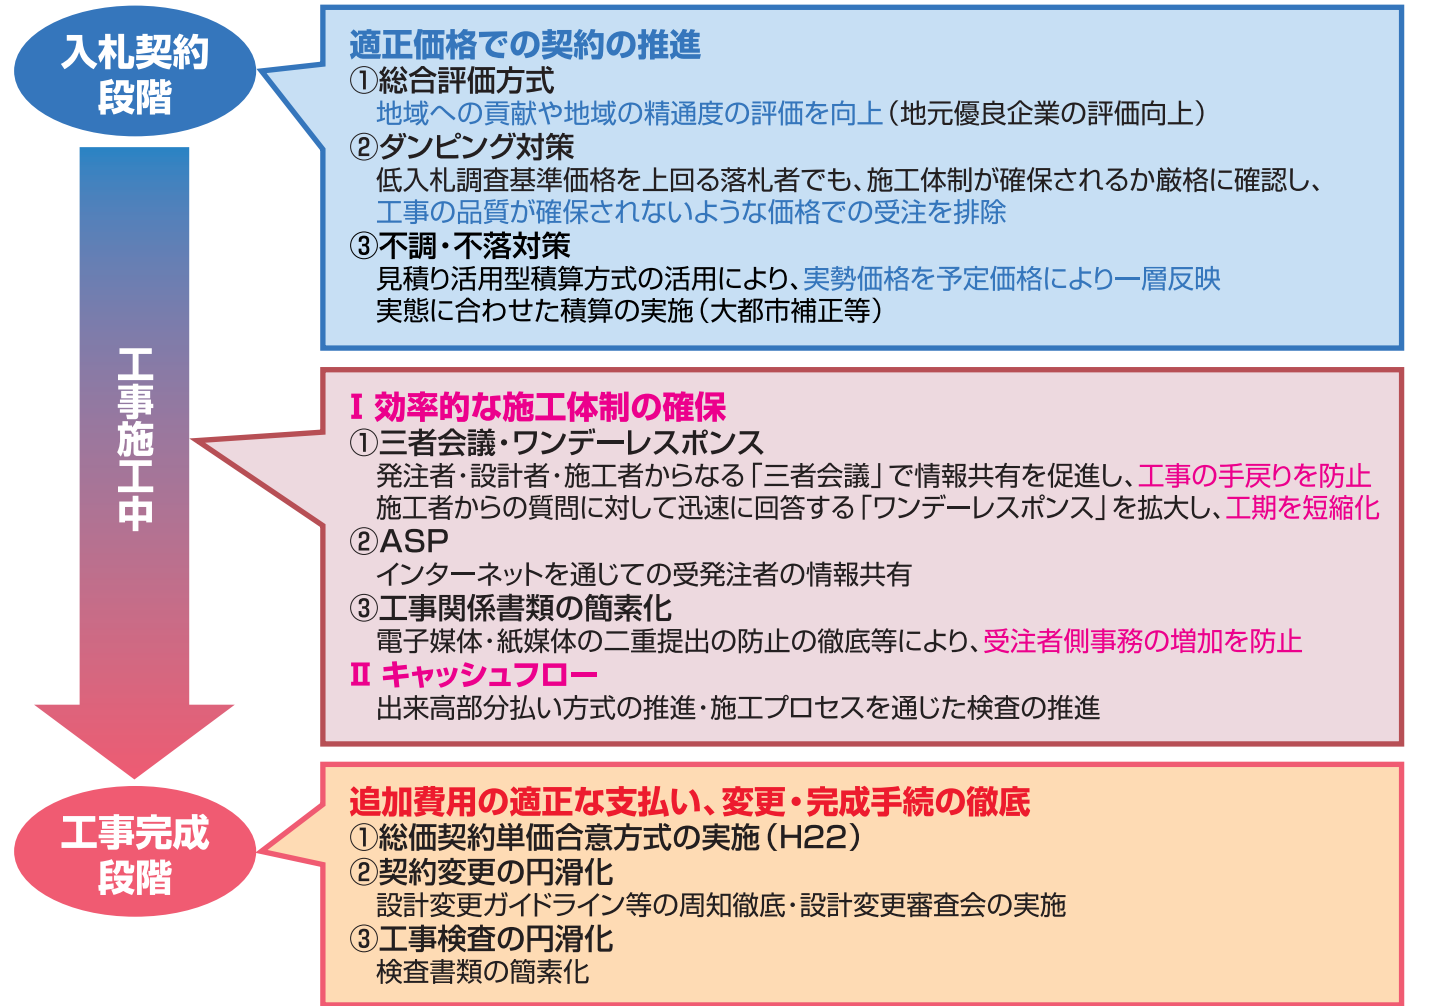 入札契約
段階
適正価格での契約の推進
①総合評価方式
地域への貢献や地域の精通度の評価を向上（地元優良企業の評価向上）
②ダンピング対策
低入札調査基準価格を上回る落札者でも、施工体制が確保されるか厳格に確認し、
工事の品質が確保されないような価格での受注を排除
③不調・不落対策
見積り活用型積算方式の活用により、実勢価格を予定価格により一層反映
実態に合わせた積算の実施（大都市補正等）
工事施工中
Ⅰ 効率的な施工体制の確保
①三者会議・ワンデーレスポンス
発注者・設計者・施工者からなる「三者会議」で情報共有を促進し、工事の手戻りを防止
施工者からの質問に対して迅速に回答する「ワンデーレスポンス」を拡大し、工期を短縮化
②ASP
インターネットを通じての受発注者の情報共有
③工事関係書類の簡素化
電子媒体・紙媒体の二重提出の防止の徹底等により、受注者側事務の増加を防止
Ⅱ キャッシュフロー
出来高部分払い方式の推進・施工プロセスを通じた検査の推進
工事完成
段階
追加費用の適正な支払い、変更・完成手続の徹底
①総価契約単価合意方式の実施（H22）
②契約変更の円滑化
設計変更ガイドライン等の周知徹底・設計変更審査会の実施
③工事検査の円滑化
検査書類の簡素化